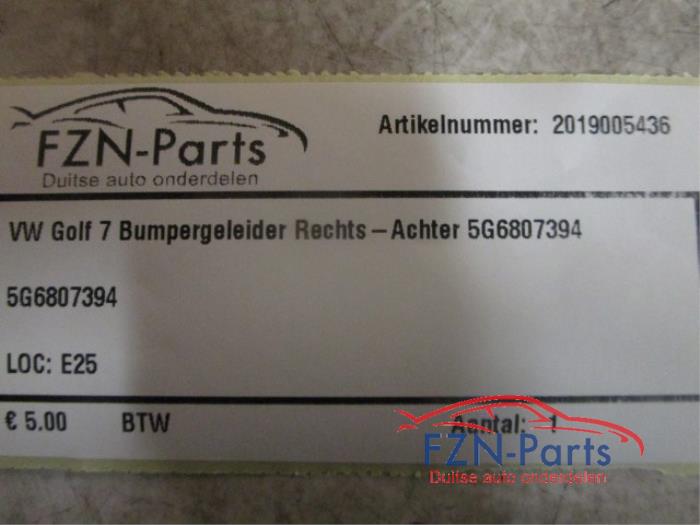 FZN-Parts
Duitse auto onderdelen
Artikelnummer: 2019005436
VW Golf 7 Bumpergeleider Rechts – Achter 5G6807394
5G6807394
LOC: E25
€ 5.00 BTW Aantal: 1
FZN-Parts
Duitse auto onderdelen